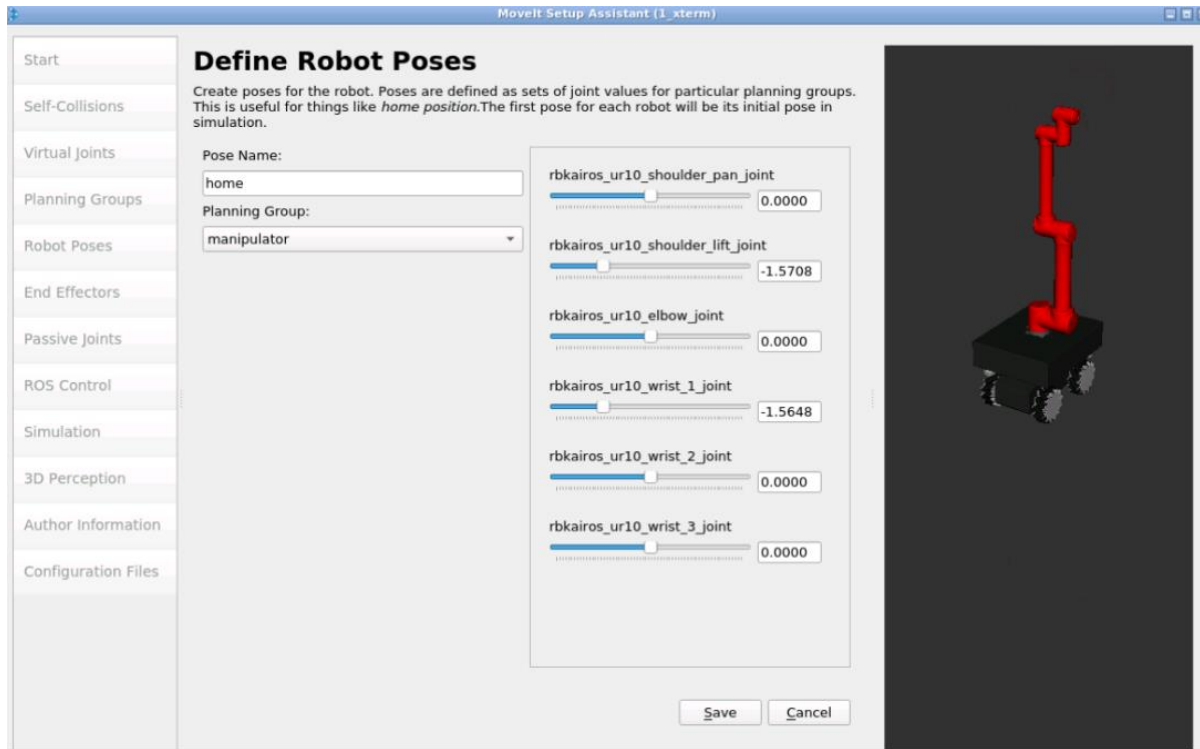 MoveIt Setup Assistant (1_xterm)
Start
Self-Collisions
Virtual Joints
Planning Groups
Robot Poses
End Effectors
Passive Joints
ROS Control
Simulation
3D Perception
Author Information
Configuration Files
Define Robot Poses
Create poses for the robot. Poses are defined as sets of joint values for particular planning groups.
This is useful for things like home position.The first pose for each robot will be its initial pose in
simulation.
Pose Name:
home
Planning Group:
manipulator
rbkairos_ur10_shoulder_pan_joint
0.0000
rbkairos_ur10_shoulder_lift_joint
-1.5708
rbkairos_ur10_elbow_joint
0.0000
rbkairos_ur10_wrist_1_joint
-1.5648
rbkairos_ur10_wrist_2_joint
0.0000
rbkairos_ur10_wrist_3_joint
0.0000
Save
Cancel